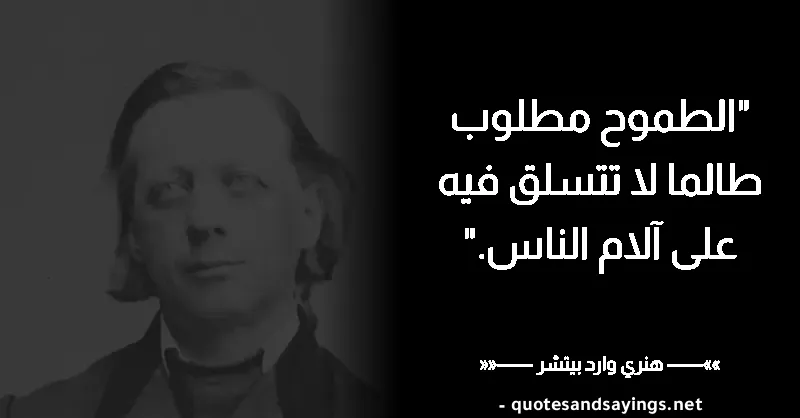 "الطموح مطلوب
طالما لا تتسلق فيه
على آلام الناس."
»»—— هنري وارد بيتشر ——««
- quotesandsayings.net